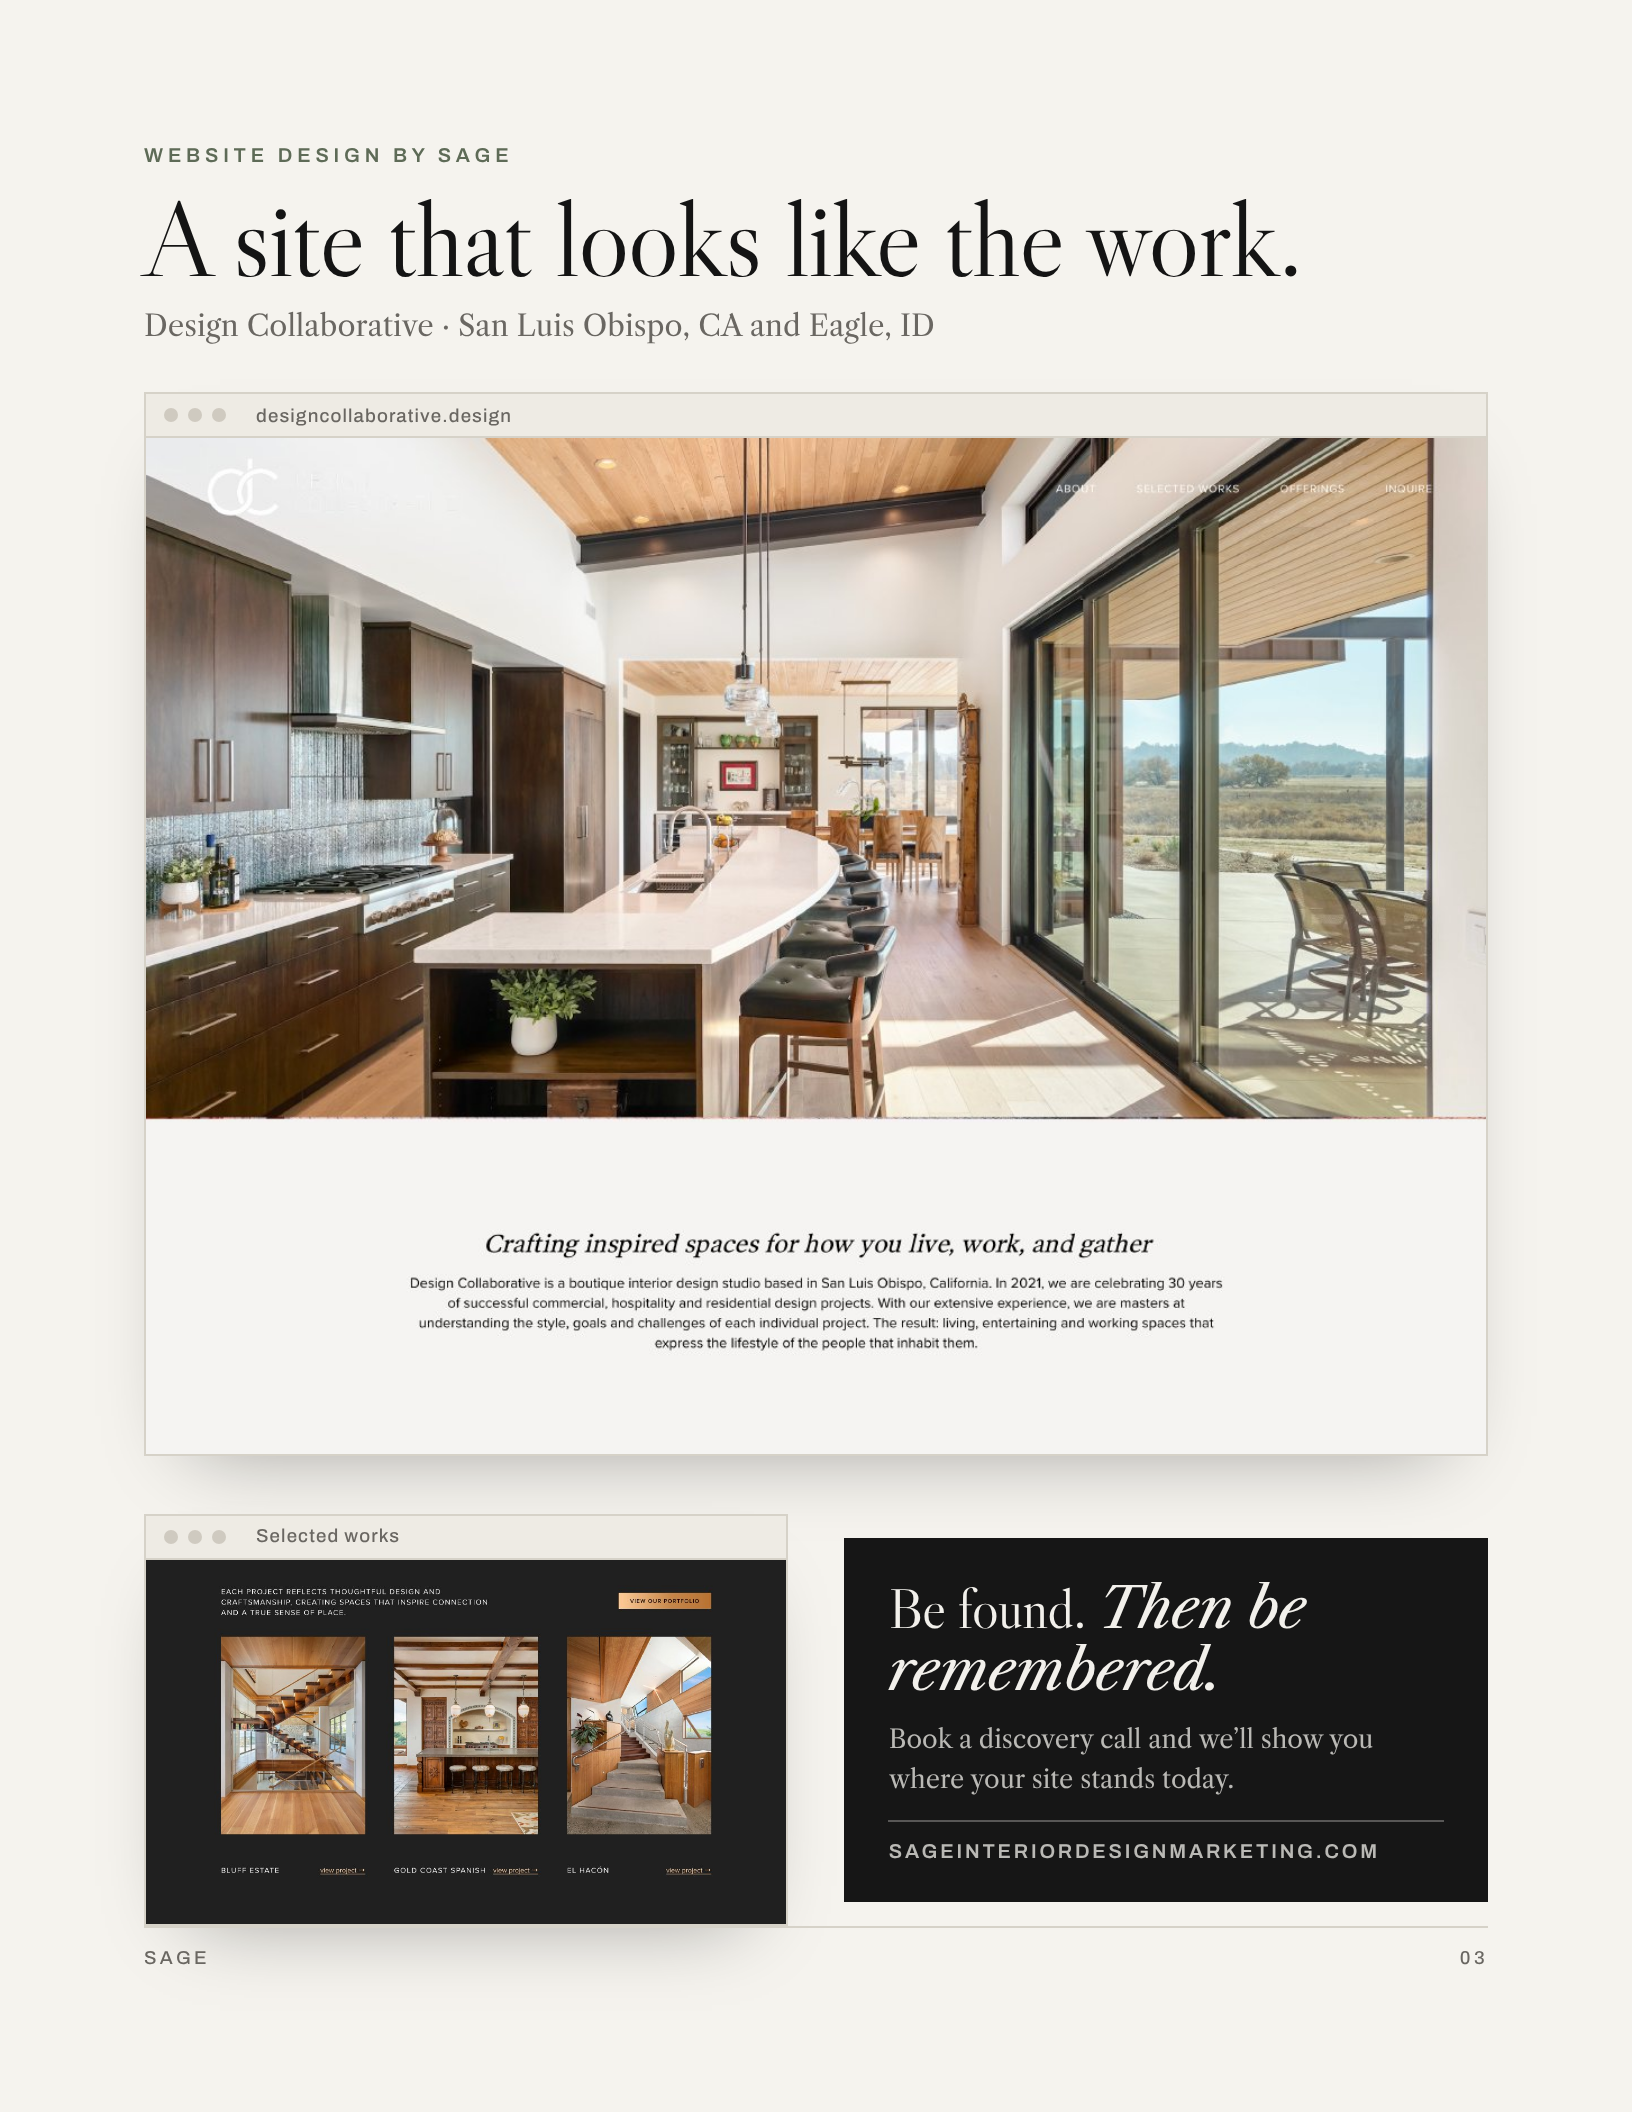 WEBSITE DESIGN BY SAGE
A site that looks like the work.
Design Collaborative · San Luis Obispo, CA and Eagle, ID
designcollaborative.design
dc
ABOUT SELECTED WORKS OFFERINGS INQUIRE
Crafting inspired spaces for how you live, work, and gather
Design Collaborative is a boutique interior design studio based in San Luis Obispo, California. In 2021, we are celebrating 30 years
of successful commercial, hospitality and residential design projects. With our extensive experience, we are masters at
understanding the style, goals and challenges of each individual project. The result: living, entertaining and working spaces that
express the lifestyle of the people that inhabit them.
Selected works
EACH PROJECT REFLECTS THOUGHTFUL DESIGN AND
CRAFTSMANSHIP, CREATING SPACES THAT INSPIRE CONNECTION
AND A TRUE SENSE OF PLACE.
VIEW OUR PORTFOLIO
BLUFF ESTATE view project →
GOLD COAST SPANISH view project →
EL HACÓN view project →
Be found. Then be
remembered.
Book a discovery call and we’ll show you
where your site stands today.
SAGEINTERIORDESIGNMARKETING.COM
SAGE
03